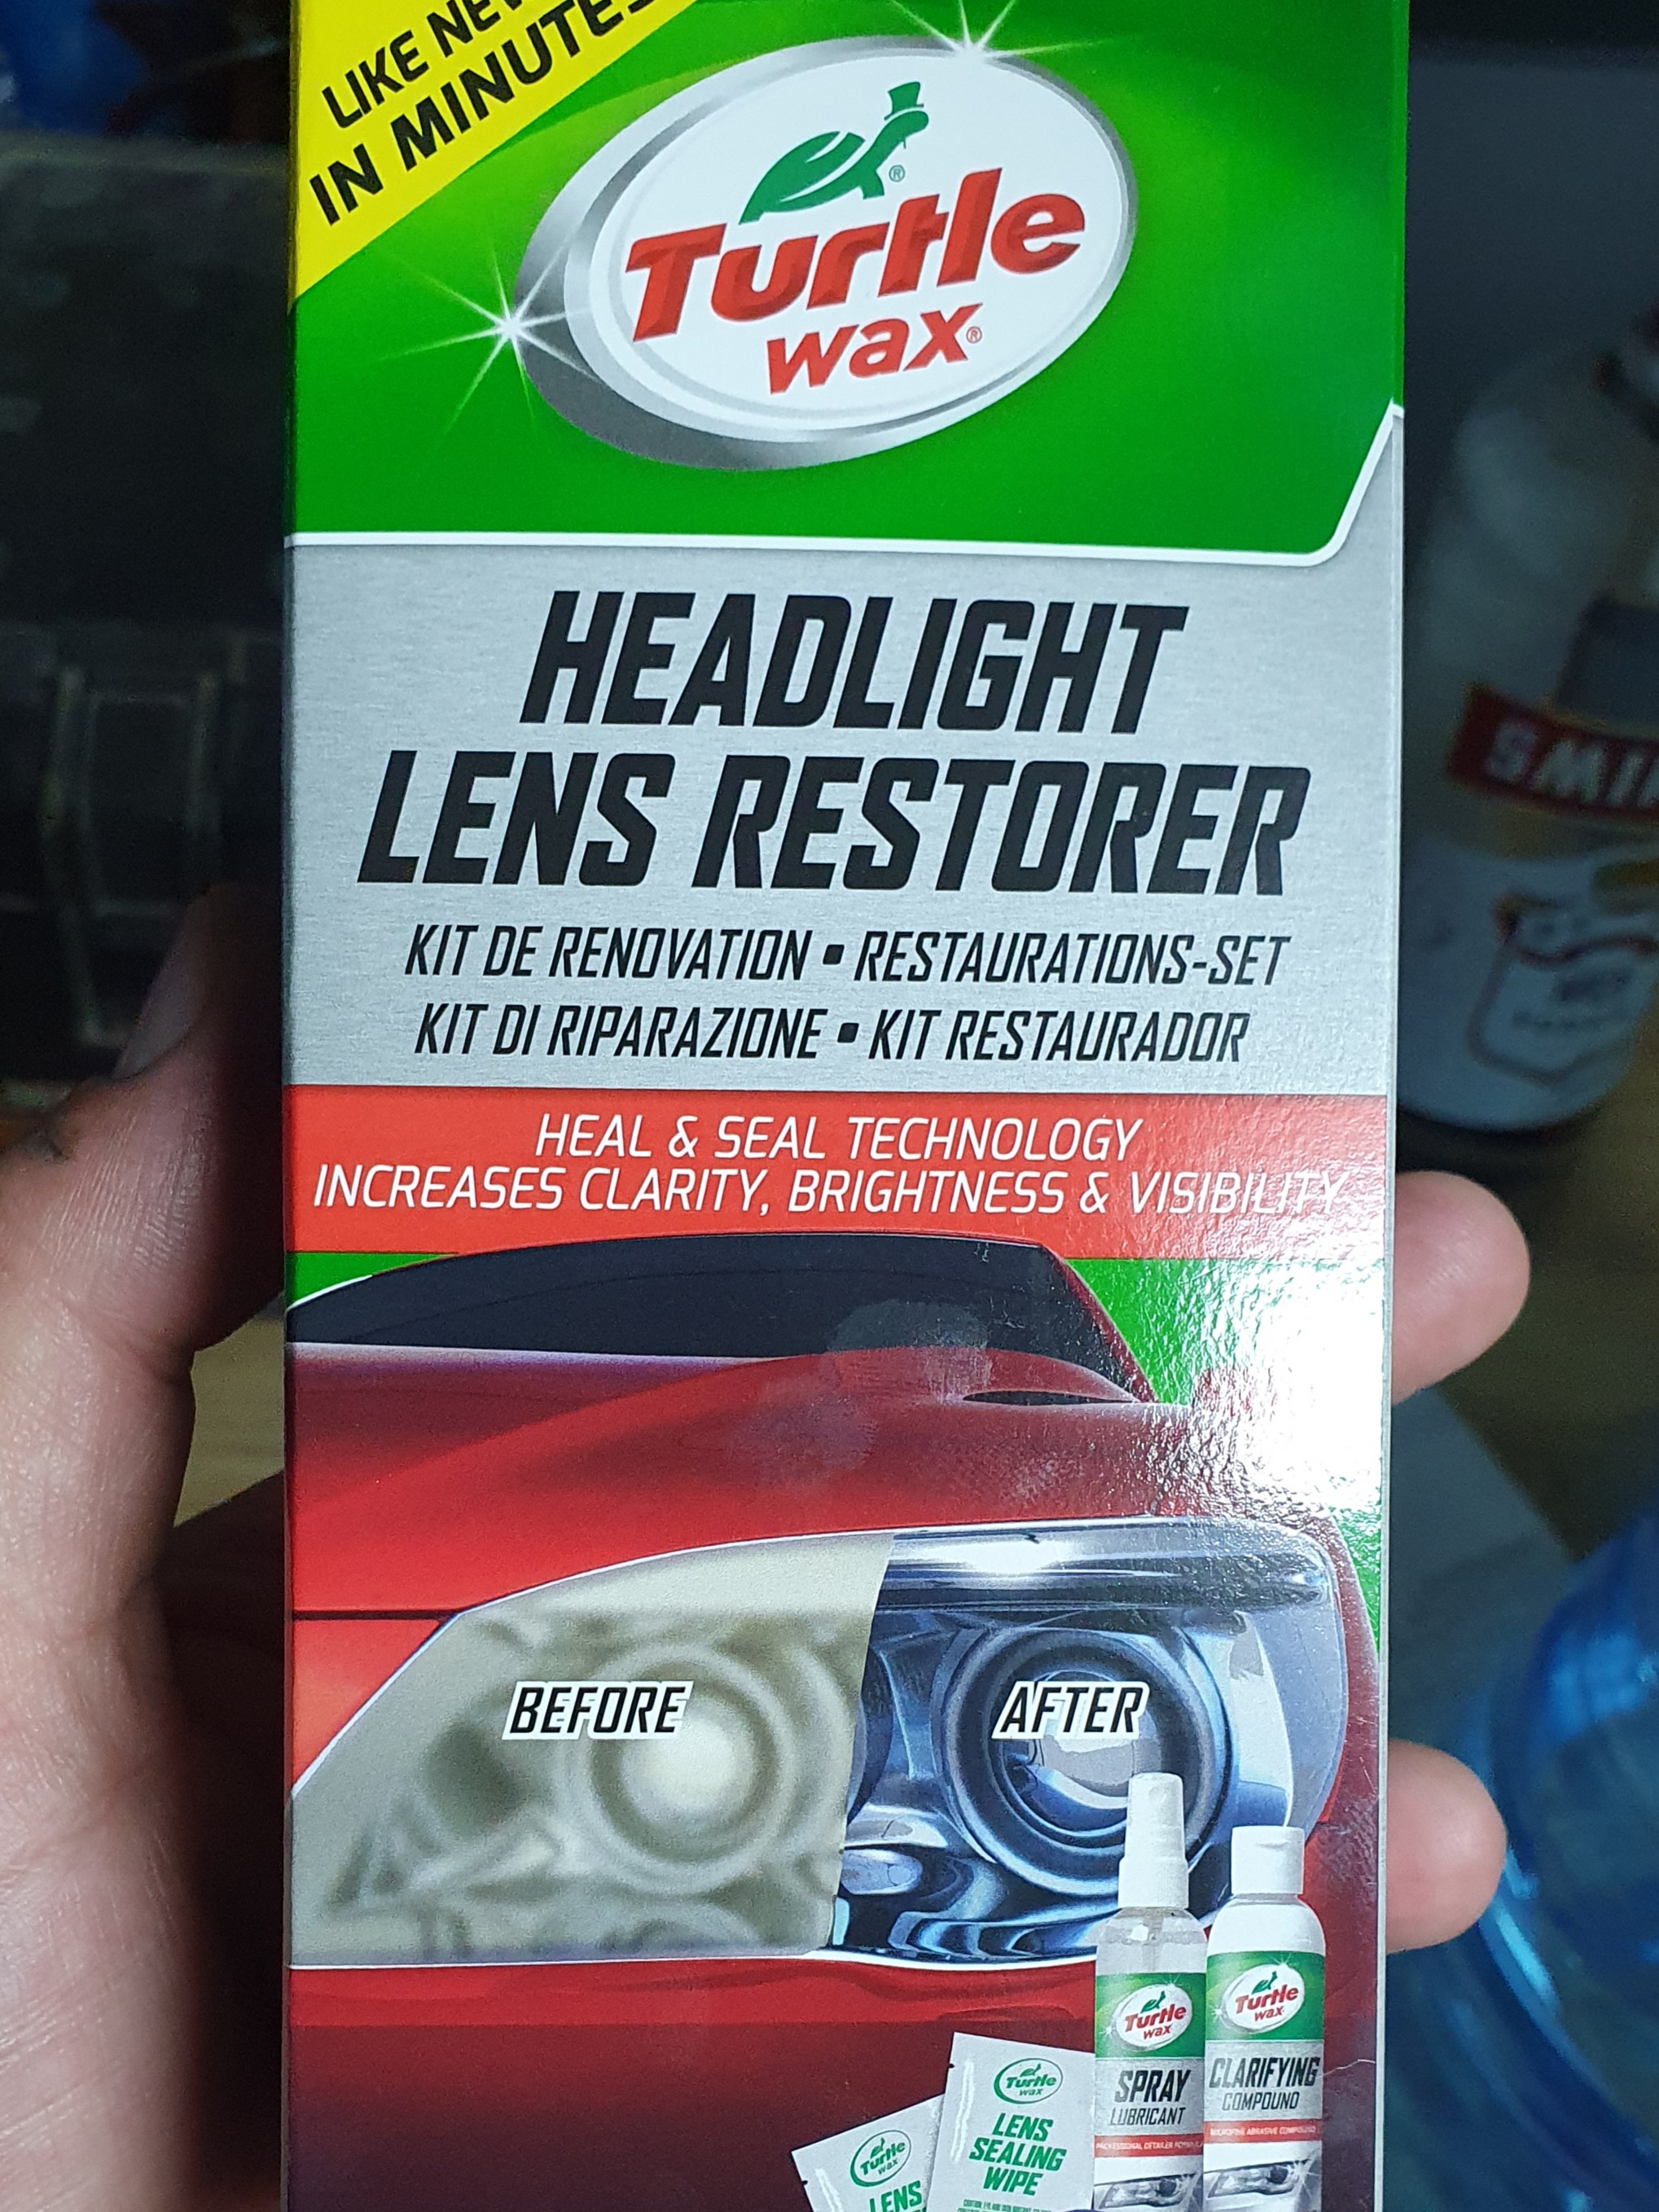 LIKE NEW
IN MINUTES
Turtle
wax®
HEADLIGHT
LENS RESTORER
KIT DE RENOVATION • RESTAURATIONS-SET
KIT DI RIPARAZIONE • KIT RESTAURADOR
HEAL & SEAL TECHNOLOGY
INCREASES CLARITY, BRIGHTNESS & VISIBILITY
BEFORE
AFTER
Turtle
wax
SPRAY
LUBRICANT
Turtle
wax
CLARIFYING
COMPOUND
Turtle
wax
LENS
SEALING
WIPE
Turtle
wax
LENS